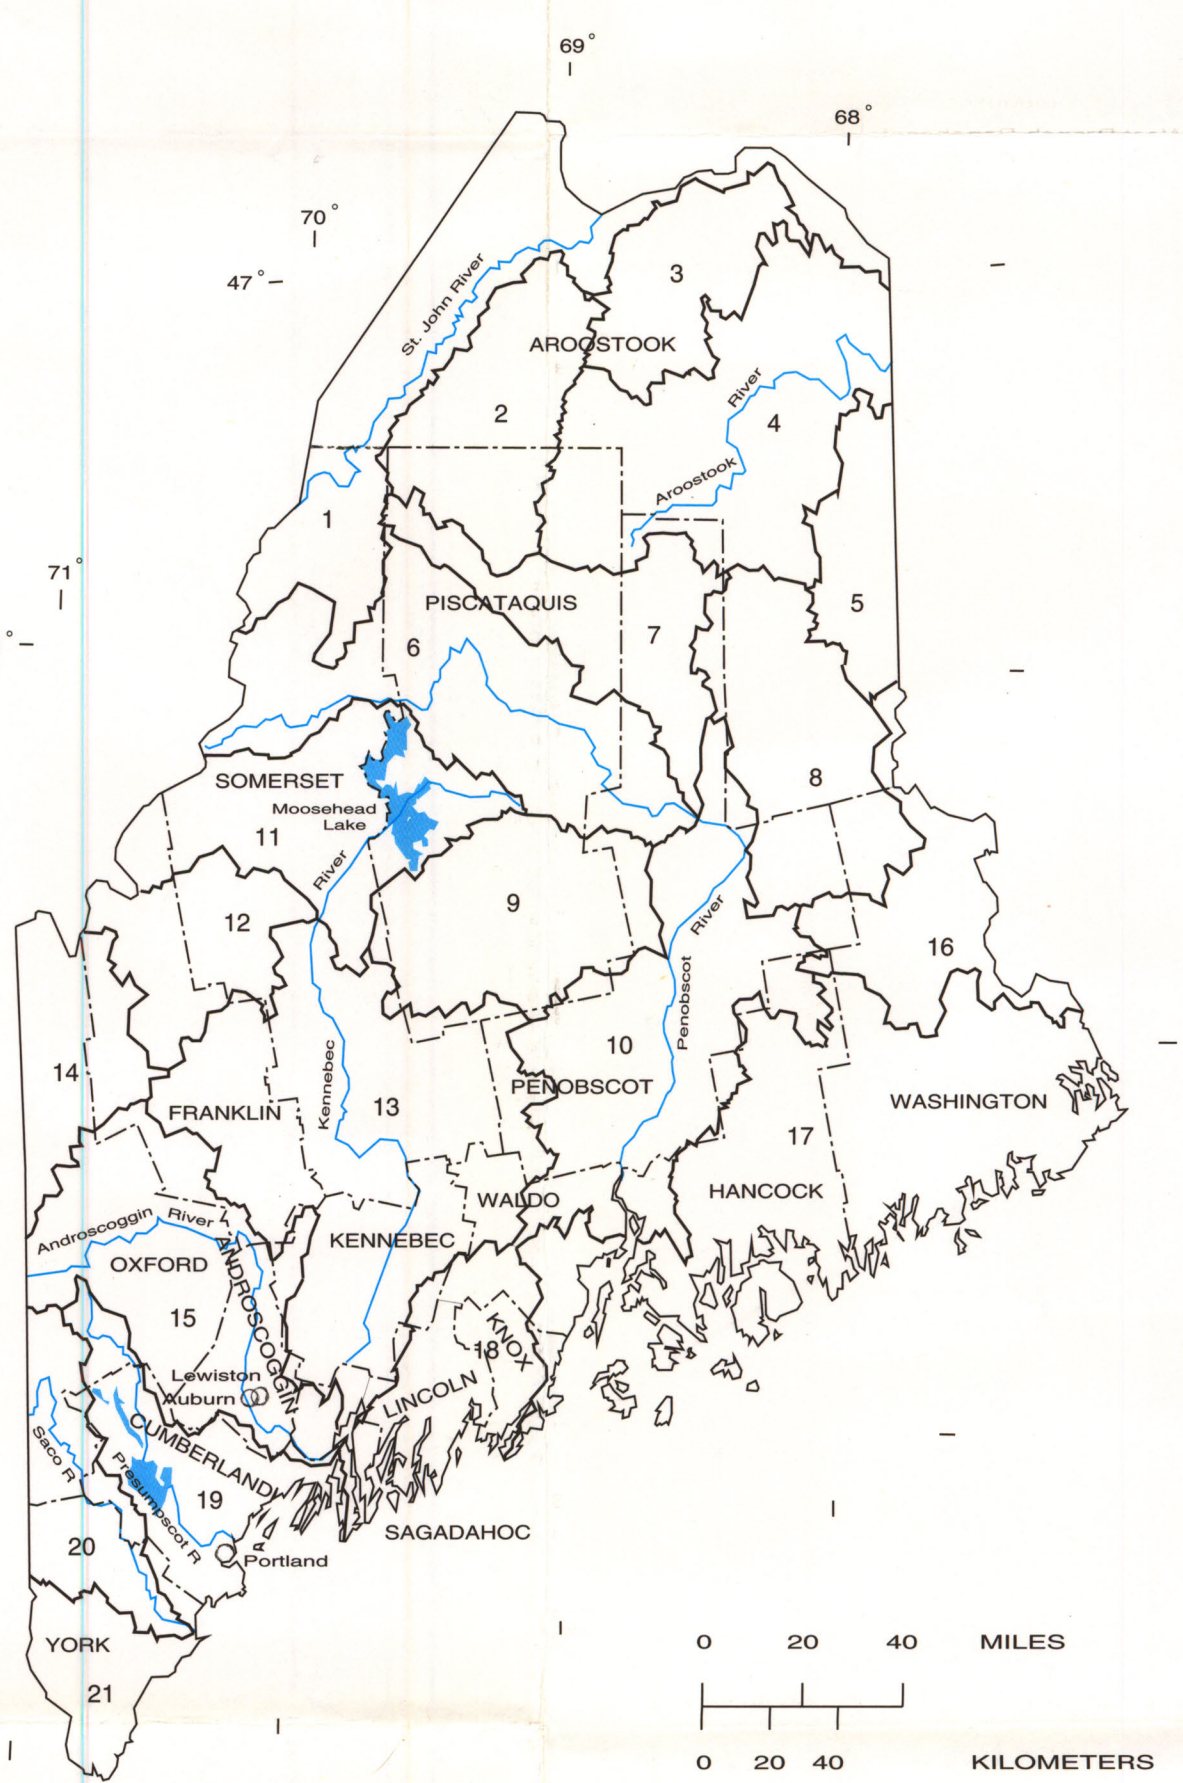 69°
68°
70°
47°
St. John River
3
AROOSTOOK
2
River
4
Aroostook
1
71°
5
PISCATAQUIS
7
6
°
SOMERSET
8
Moosehead
Lake
11
River
9
12
River
16
Penobscot
10
14
Kennebec
PENOBSCOT
13
FRANKLIN
WASHINGTON
17
WALDO
HANCOCK
Androscoggin River
KENNEBEC
OXFORD
ANDROSCOGGIN
15
KNOX
18
Lewiston
Auburn
LINCOLN
Saco R
CUMBERLAND
Presumpscot R
19
SAGADAHOC
20
Portland
YORK
21
0 20 40 MILES
0 20 40 KILOMETERS